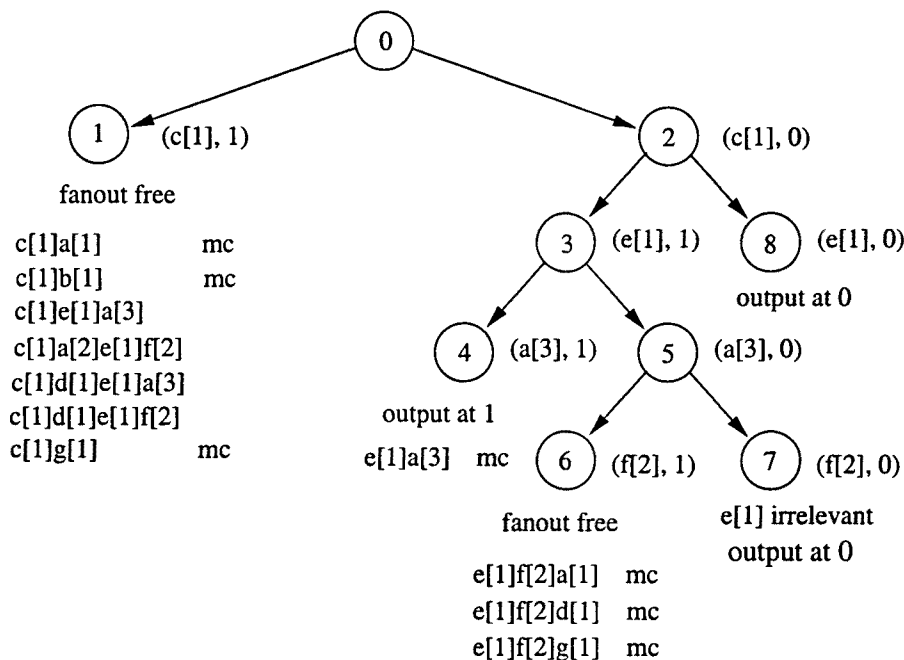 0
1 (c[1], 1)
2 (c[1], 0)
fanout free
3 (e[1], 1)
8 (e[1], 0)
c[1]a[1] mc
c[1]b[1] mc
c[1]e[1]a[3]
c[1]a[2]e[1]f[2]
c[1]d[1]e[1]a[3]
c[1]d[1]e[1]f[2]
c[1]g[1] mc
output at 0
4 (a[3], 1)
5 (a[3], 0)
output at 1
e[1]a[3] mc
6 (f[2], 1)
7 (f[2], 0)
fanout free
e[1] irrelevant
output at 0
e[1]f[2]a[1] mc
e[1]f[2]d[1] mc
e[1]f[2]g[1] mc